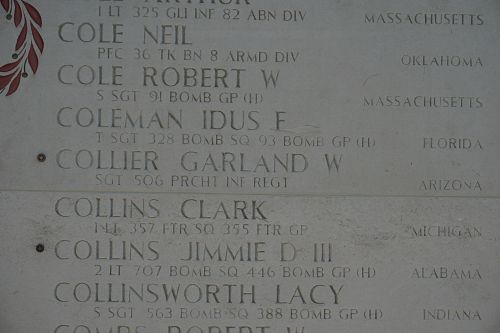 ARTHUR
1 LT 325 GLI INF 82 ABN DIV MASSACHUSETTS
COLE NEIL
PFC 36 TK BN 8 ARMD DIV OKLAHOMA
COLE ROBERT W
S SGT 91 BOMB GP (H) MASSACHUSETTS
COLEMAN IDUS F
T SGT 328 BOMB SQ 93 BOMB GP (H) FLORIDA
COLLIER GARLAND W
SGT 506 PRCHT INF REGT ARIZONA
COLLINS CLARK
1 LT 357 FTR SQ 355 FTR GP MICHIGAN
COLLINS JIMMIE D III
2 LT 707 BOMB SQ 446 BOMB GP (H) ALABAMA
COLLINSWORTH LACY
S SGT 563 BOMB SQ 388 BOMB GP (H) INDIANA
COMBS ROBERT W